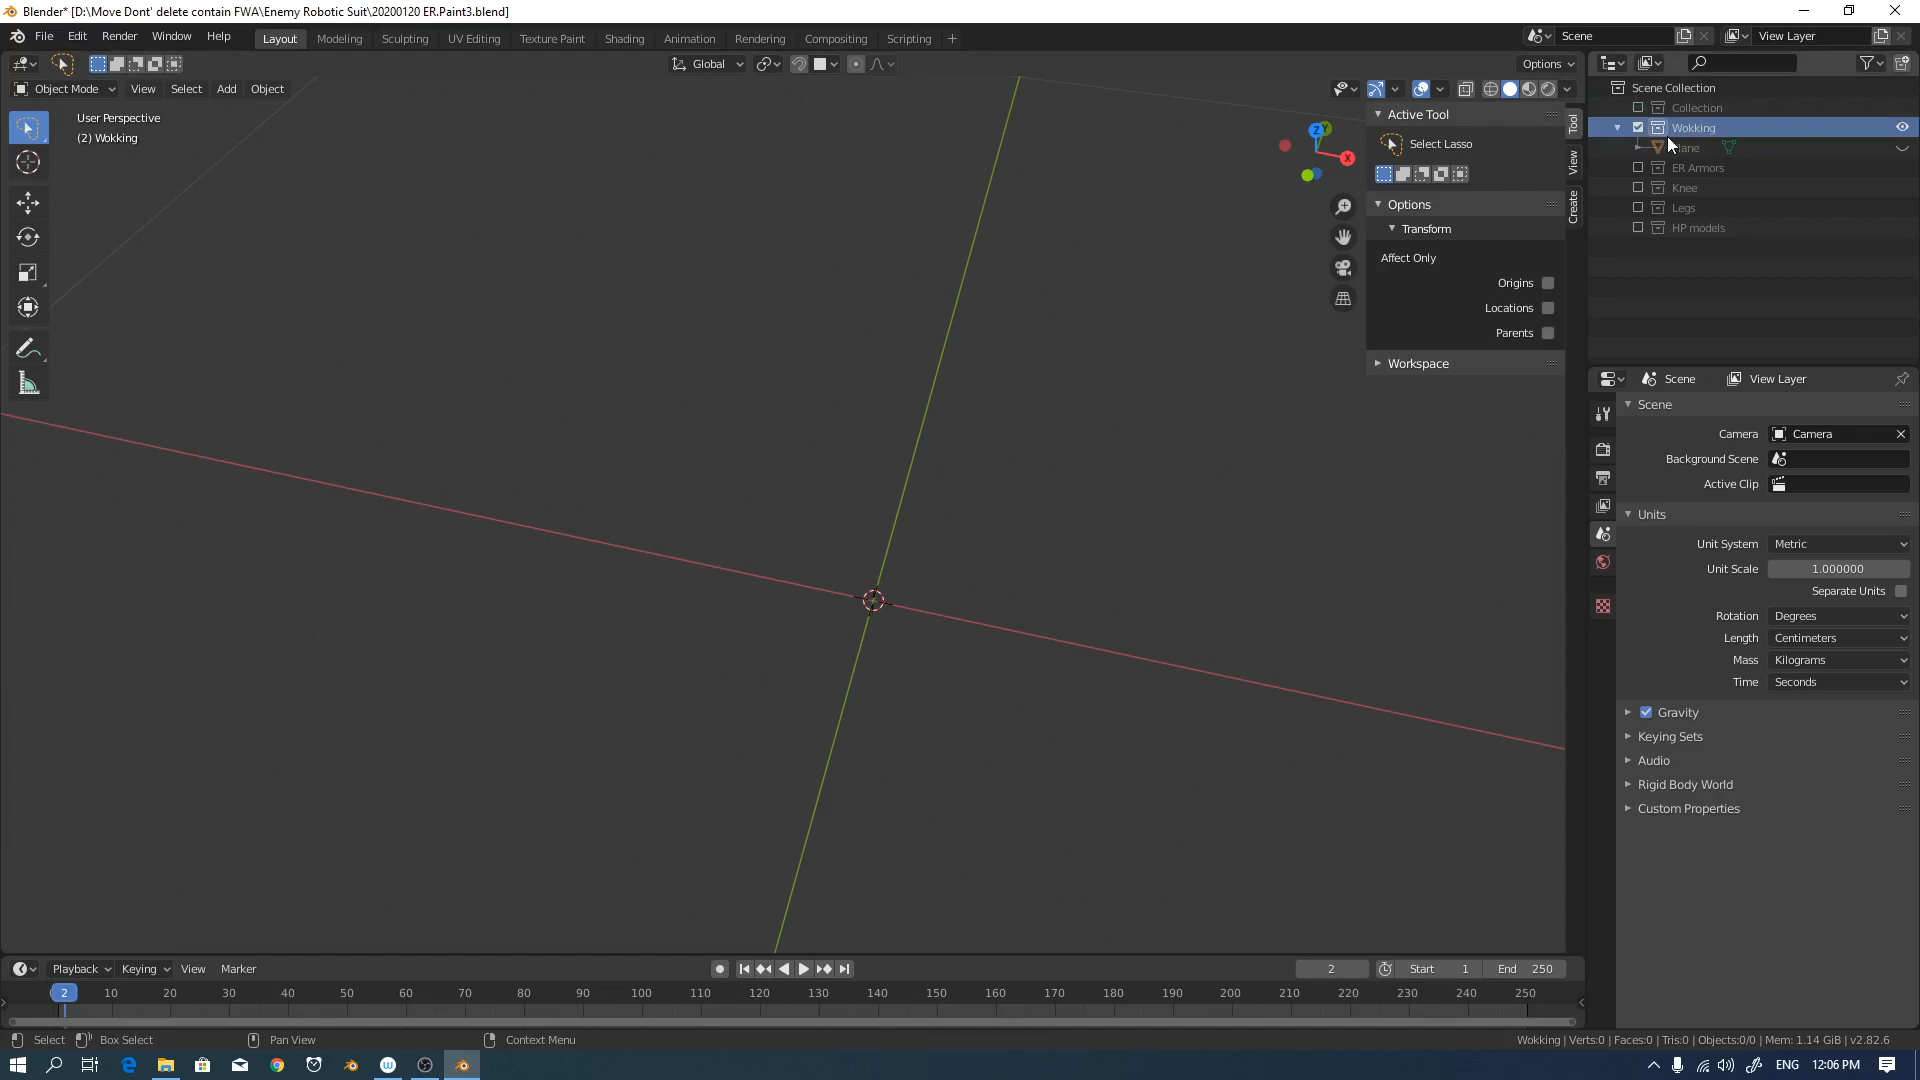 Blender* [D:\Move Dont' delete contain FWA\Enemy Robotic Suit\20200120 ER.Paint3.blend]
File Edit Render Window Help Layout Modeling Sculpting UV Editing Texture Paint Shading Animation Rendering Compositing Scripting + Scene View Layer
Global Options
Object Mode View Select Add Object
User Perspective
(2) Wokking
Z
Y
X
Active Tool
Select Lasso
Options
Transform
Affect Only
Origins
Locations
Parents
Workspace
Tool
View
Create
Scene Collection
Collection
Wokking
ER Armors
Knee
Legs
HP models
Scene View Layer
Scene
Camera Camera
Background Scene
Active Clip
Units
Unit System Metric
Unit Scale 1.000000
Separate Units
Rotation Degrees
Length Centimeters
Mass Kilograms
Time Seconds
Gravity
Keying Sets
Audio
Rigid Body World
Custom Properties
Playback Keying View Marker 2 Start 1 End 250
2 10 20 30 40 50 60 70 80 90 100 110 120 130 140 150 160 170 180 190 200 210 220 230 240 250
Select Box Select Pan View Context Menu Wokking | Verts:0 | Faces:0 | Tris:0 | Objects:0/0 | Mem: 1.14 GiB | v2.82.6
ENG 12:06 PM